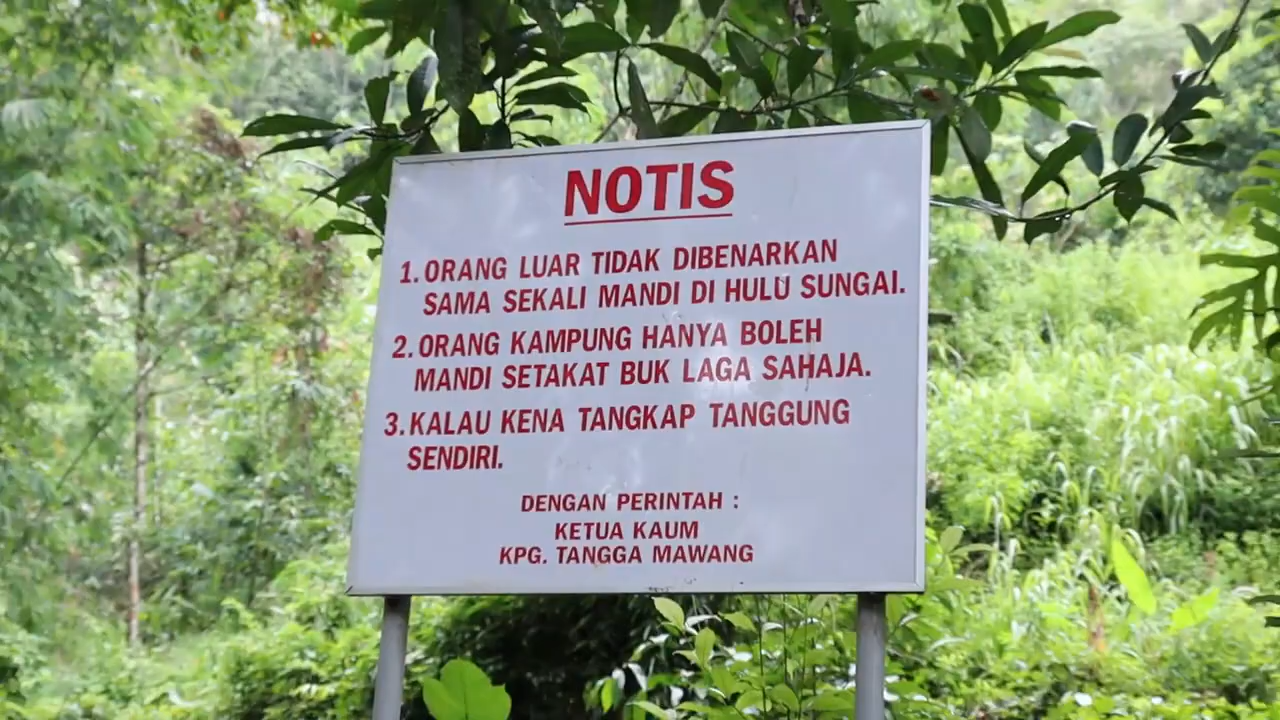 NOTIS
1. ORANG LUAR TIDAK DIBENARKAN
SAMA SEKALI MANDI DI HULU SUNGAI.
2. ORANG KAMPUNG HANYA BOLEH
MANDI SETAKAT BUK LAGA SAHAJA.
3. KALAU KENA TANGKAP TANGGUNG
SENDIRI.
DENGAN PERINTAH :
KETUA KAUM
KPG. TANGGA MAWANG